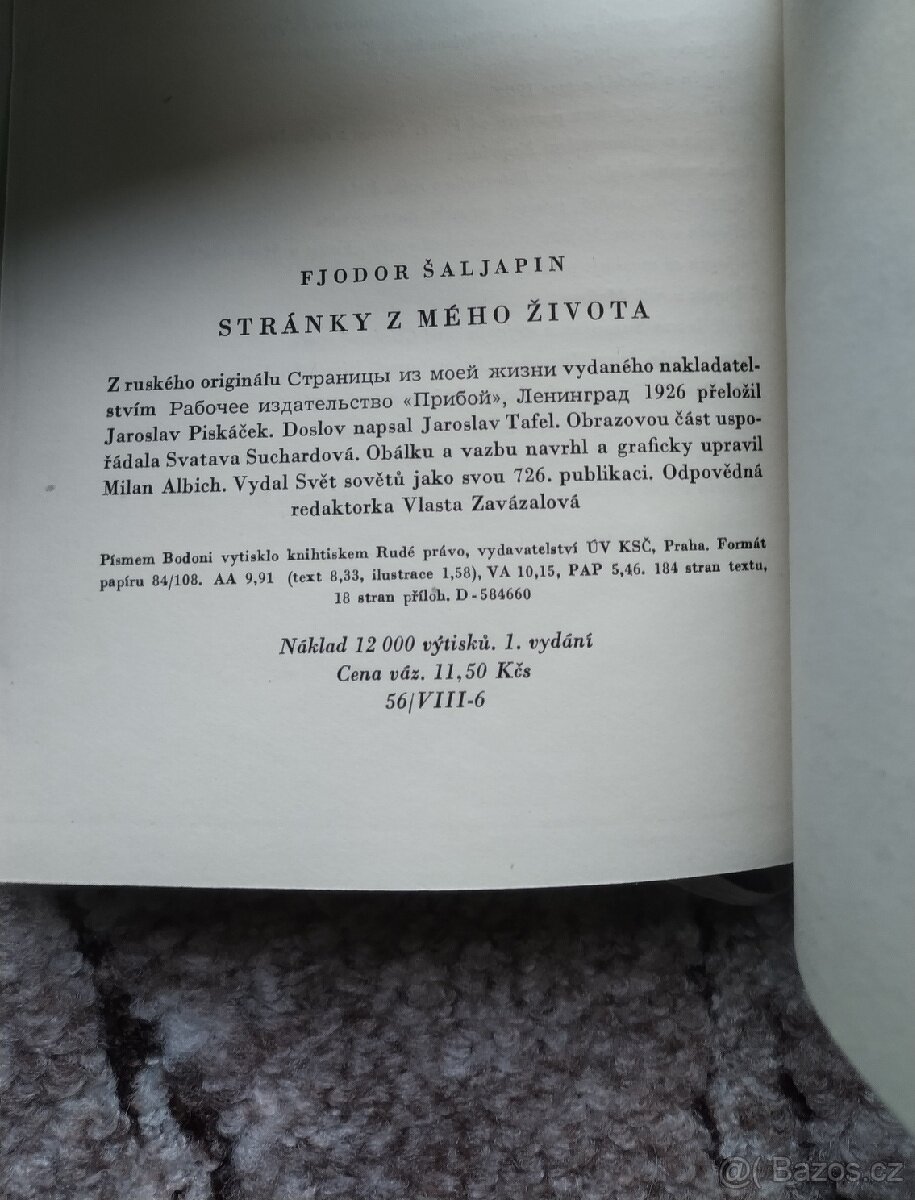 FJODOR ŠALJAPIN
STRÁNKY Z MÉHO ŽIVOTA
Z ruského originálu Страницы из моей жизни vydaného nakladatel-
stvím Рабочее издательство «Прибой», Ленинград 1926 přeložil
Jaroslav Piskáček. Doslov napsal Jaroslav Tafel. Obrazovou část uspo-
řádala Svatava Suchardová. Obálku a vazbu navrhl a graficky upravil
Milan Albich. Vydal Svět sovětů jako svou 726. publikaci. Odpovědná
redaktorka Vlasta Zavázalová
Písmem Bodoni vytisklo knihtiskem Rudé právo, vydavatelství ÚV KSČ, Praha. Formát
papíru 84/108. AA 9,91 (text 8,33, ilustrace 1,58), VA 10,15, PAP 5,46. 184 stran textu,
18 stran příloh. D-584660
Náklad 12 000 výtisků. 1. vydání
Cena váz. 11,50 Kčs
56/VIII-6
@( Bazos.cz